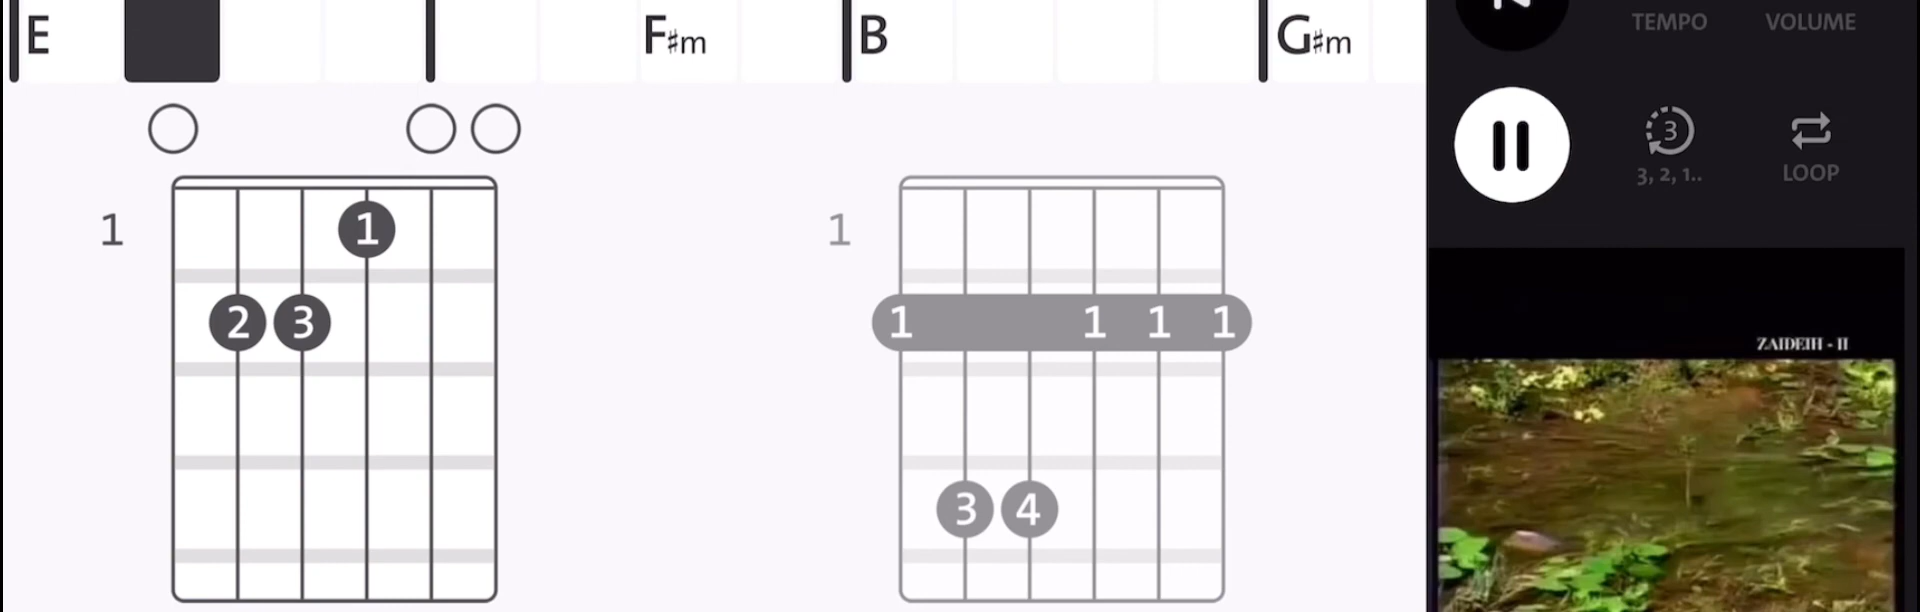 E F♯m B G♯m
TEMPO VOLUME
3
3, 2, 1.. LOOP
1 1
2 3
1 1 1 1 1
3 4
ZAIDETH - II